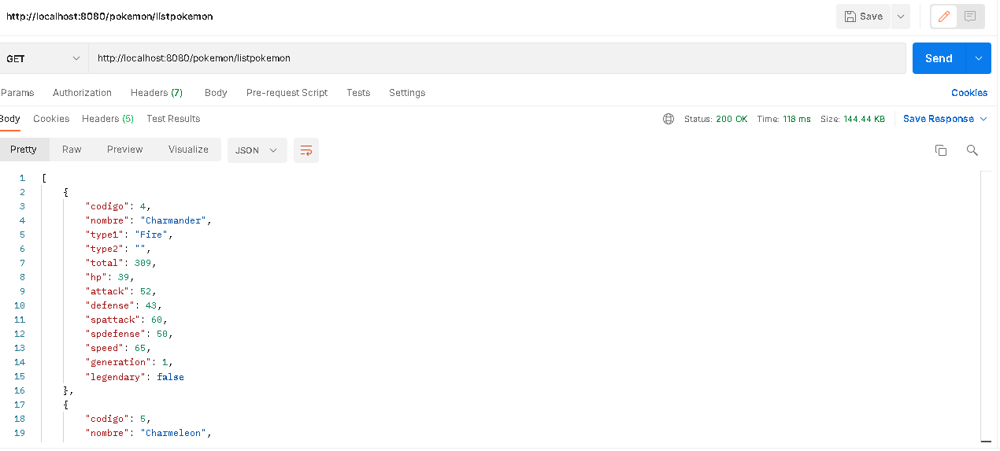 http://localhost:8080/pokemon/listpokemon
Save
GET http://localhost:8080/pokemon/listpokemon Send
Params Authorization Headers (7) Body Pre-request Script Tests Settings Cookies
Body Cookies Headers (5) Test Results Status: 200 OK Time: 118 ms Size: 144.44 KB Save Response
Pretty Raw Preview Visualize JSON
1 [
2 {
3 "codigo": 4,
4 "nombre": "Charmander",
5 "type1": "Fire",
6 "type2": "",
7 "total": 309,
8 "hp": 39,
9 "attack": 52,
10 "defense": 43,
11 "spattack": 60,
12 "spdefense": 50,
13 "speed": 65,
14 "generation": 1,
15 "legendary": false
16 },
17 {
18 "codigo": 5,
19 "nombre": "Charmeleon",